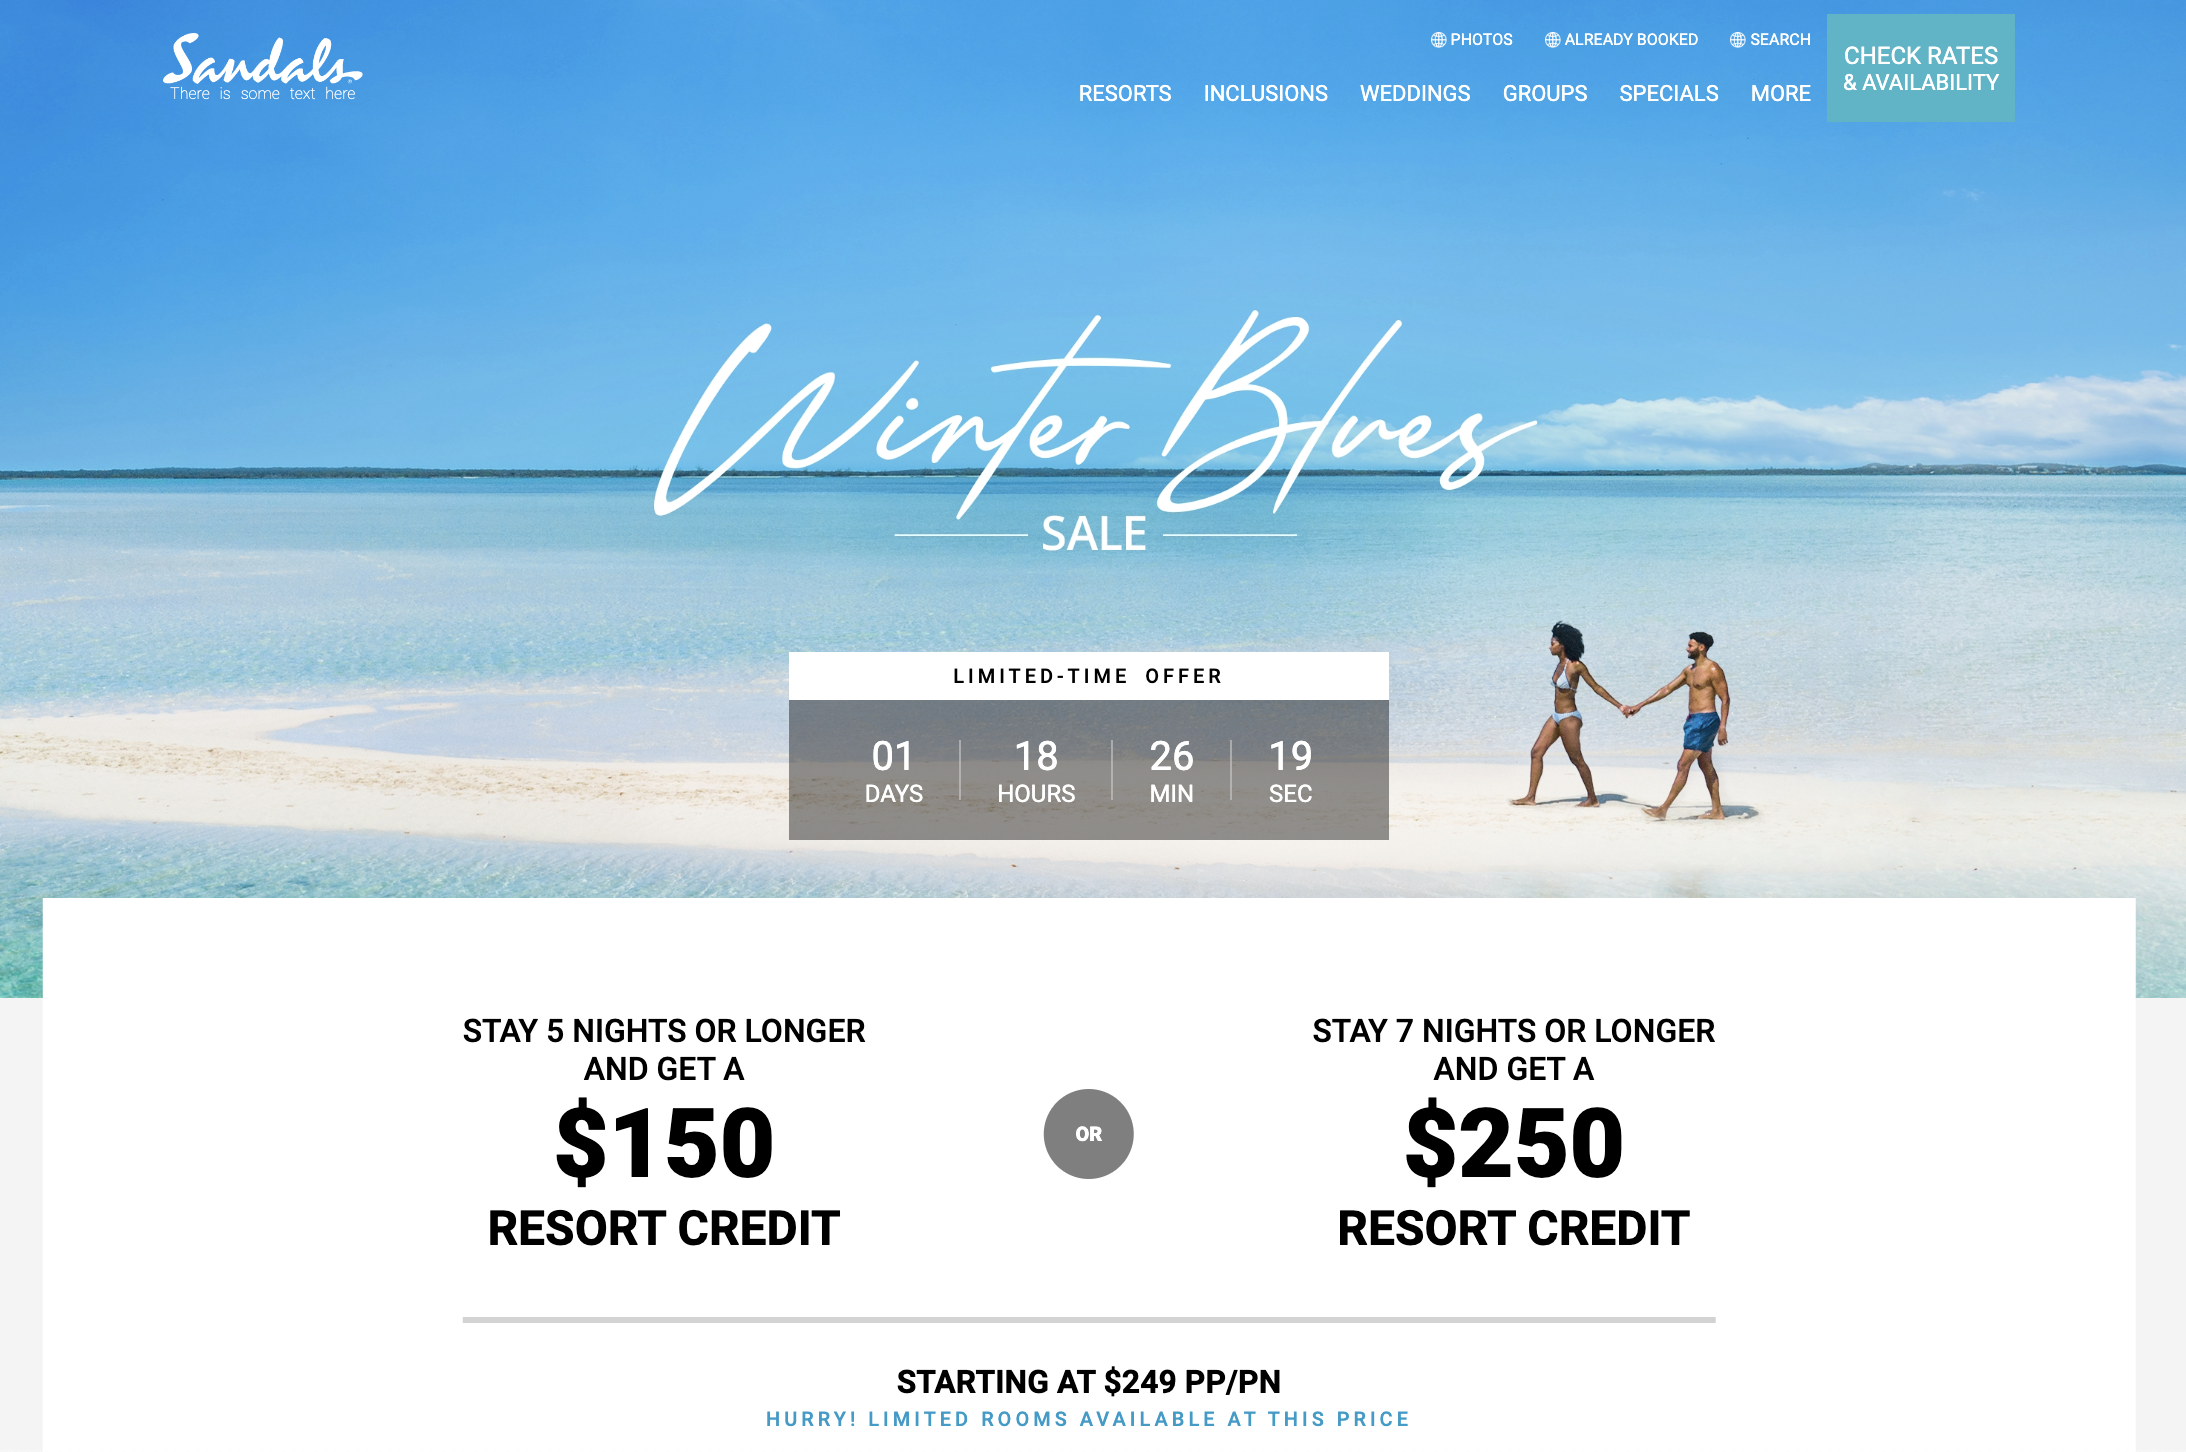 Sandals
There is some text here
PHOTOS ALREADY BOOKED SEARCH
RESORTS INCLUSIONS WEDDINGS GROUPS SPECIALS MORE
CHECK RATES
& AVAILABILITY
Winter Blues
SALE
LIMITED-TIME OFFER
01 18 26 19
DAYS HOURS MIN SEC
STAY 5 NIGHTS OR LONGER
AND GET A
$150
RESORT CREDIT
OR
STAY 7 NIGHTS OR LONGER
AND GET A
$250
RESORT CREDIT
STARTING AT $249 PP/PN
HURRY! LIMITED ROOMS AVAILABLE AT THIS PRICE